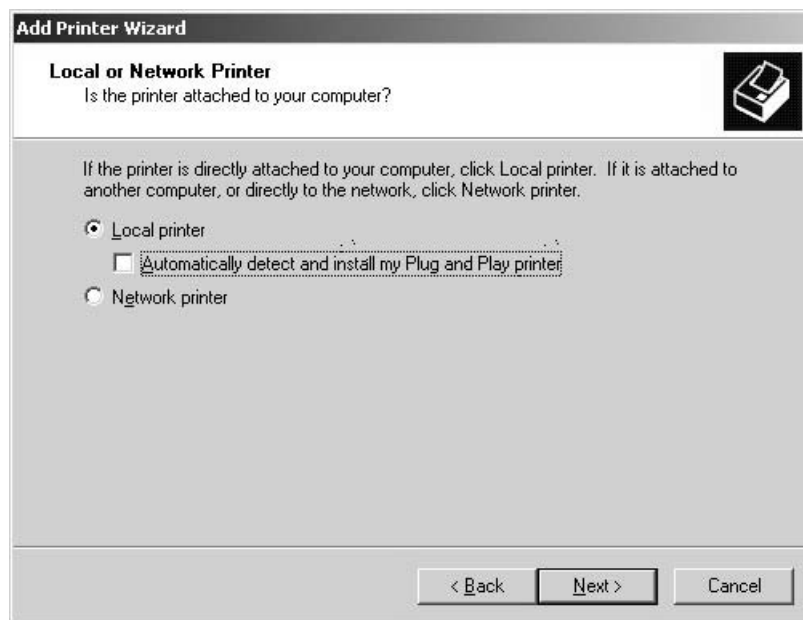 Add Printer Wizard
Local or Network Printer
Is the printer attached to your computer?
If the printer is directly attached to your computer, click Local printer. If it is attached to
another computer, or directly to the network, click Network printer.
Local printer
Automatically detect and install my Plug and Play printer
Network printer
< Back
Next >
Cancel